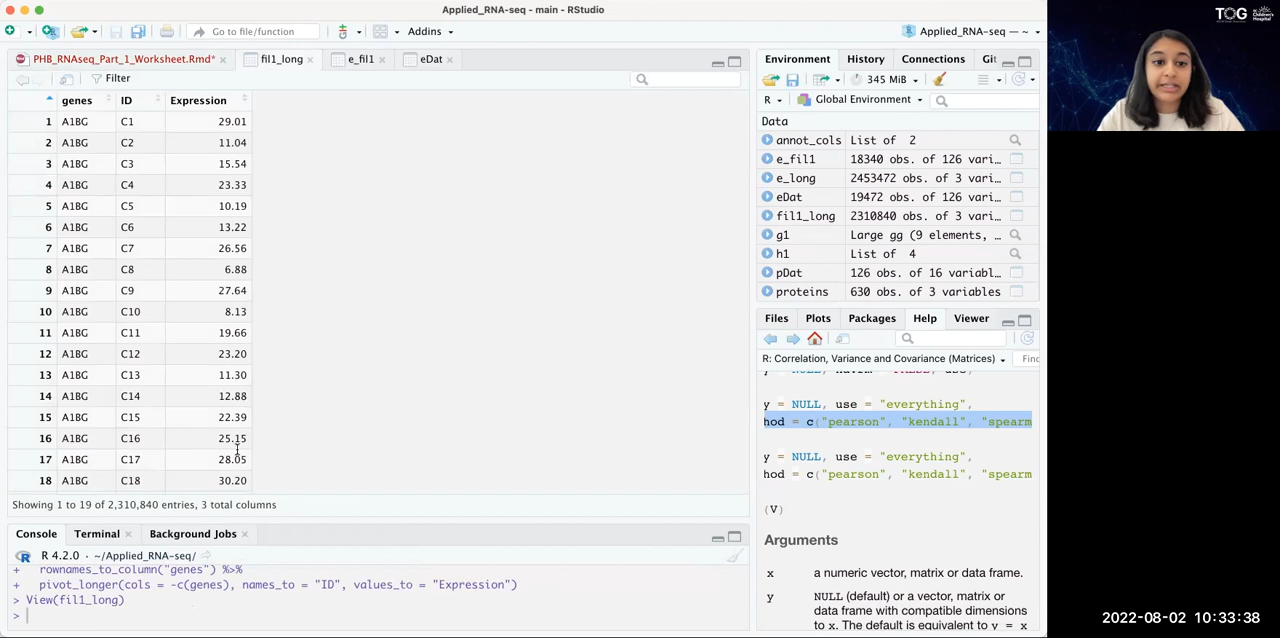 Applied_RNA-seq - main - RStudio
Go to file/function
Addins
Applied_RNA-seq — ~
PHB_RNAseq_Part_1_Worksheet.Rmd*
fil1_long
e_fil1
eDat
Filter
genes ID Expression
1 A1BG C1 29.01
2 A1BG C2 11.04
3 A1BG C3 15.54
4 A1BG C4 23.33
5 A1BG C5 10.19
6 A1BG C6 13.22
7 A1BG C7 26.56
8 A1BG C8 6.88
9 A1BG C9 27.64
10 A1BG C10 8.13
11 A1BG C11 19.66
12 A1BG C12 23.20
13 A1BG C13 11.30
14 A1BG C14 12.88
15 A1BG C15 22.39
16 A1BG C16 25.15
17 A1BG C17 28.05
18 A1BG C18 30.20
Showing 1 to 19 of 2,310,840 entries, 3 total columns
Console Terminal Background Jobs
R 4.2.0 · ~/Applied_RNA-seq/
+ rownames_to_column("genes") %>%
+ pivot_longer(cols = -c(genes), names_to = "ID", values_to = "Expression")
> View(fil1_long)
>
Environment History Connections Git
345 MiB
R Global Environment
Data
annot_cols List of 2
e_fil1 18340 obs. of 126 vari…
e_long 2453472 obs. of 3 vari…
eDat 19472 obs. of 126 vari…
fil1_long 2310840 obs. of 3 vari…
g1 Large gg (9 elements, …
h1 List of 4
pDat 126 obs. of 16 variabl…
proteins 630 obs. of 3 variables
Files Plots Packages Help Viewer
R: Correlation, Variance and Covariance (Matrices) Find
y = NULL, use = "everything",
hod = c("pearson", "kendall", "spearm
y = NULL, use = "everything",
hod = c("pearson", "kendall", "spearm
(V)
Arguments
x a numeric vector, matrix or data frame.
y NULL (default) or a vector, matrix or
data frame with compatible dimensions
to x. The default is equivalent to y = x
TOG
2022-08-02 10:33:38